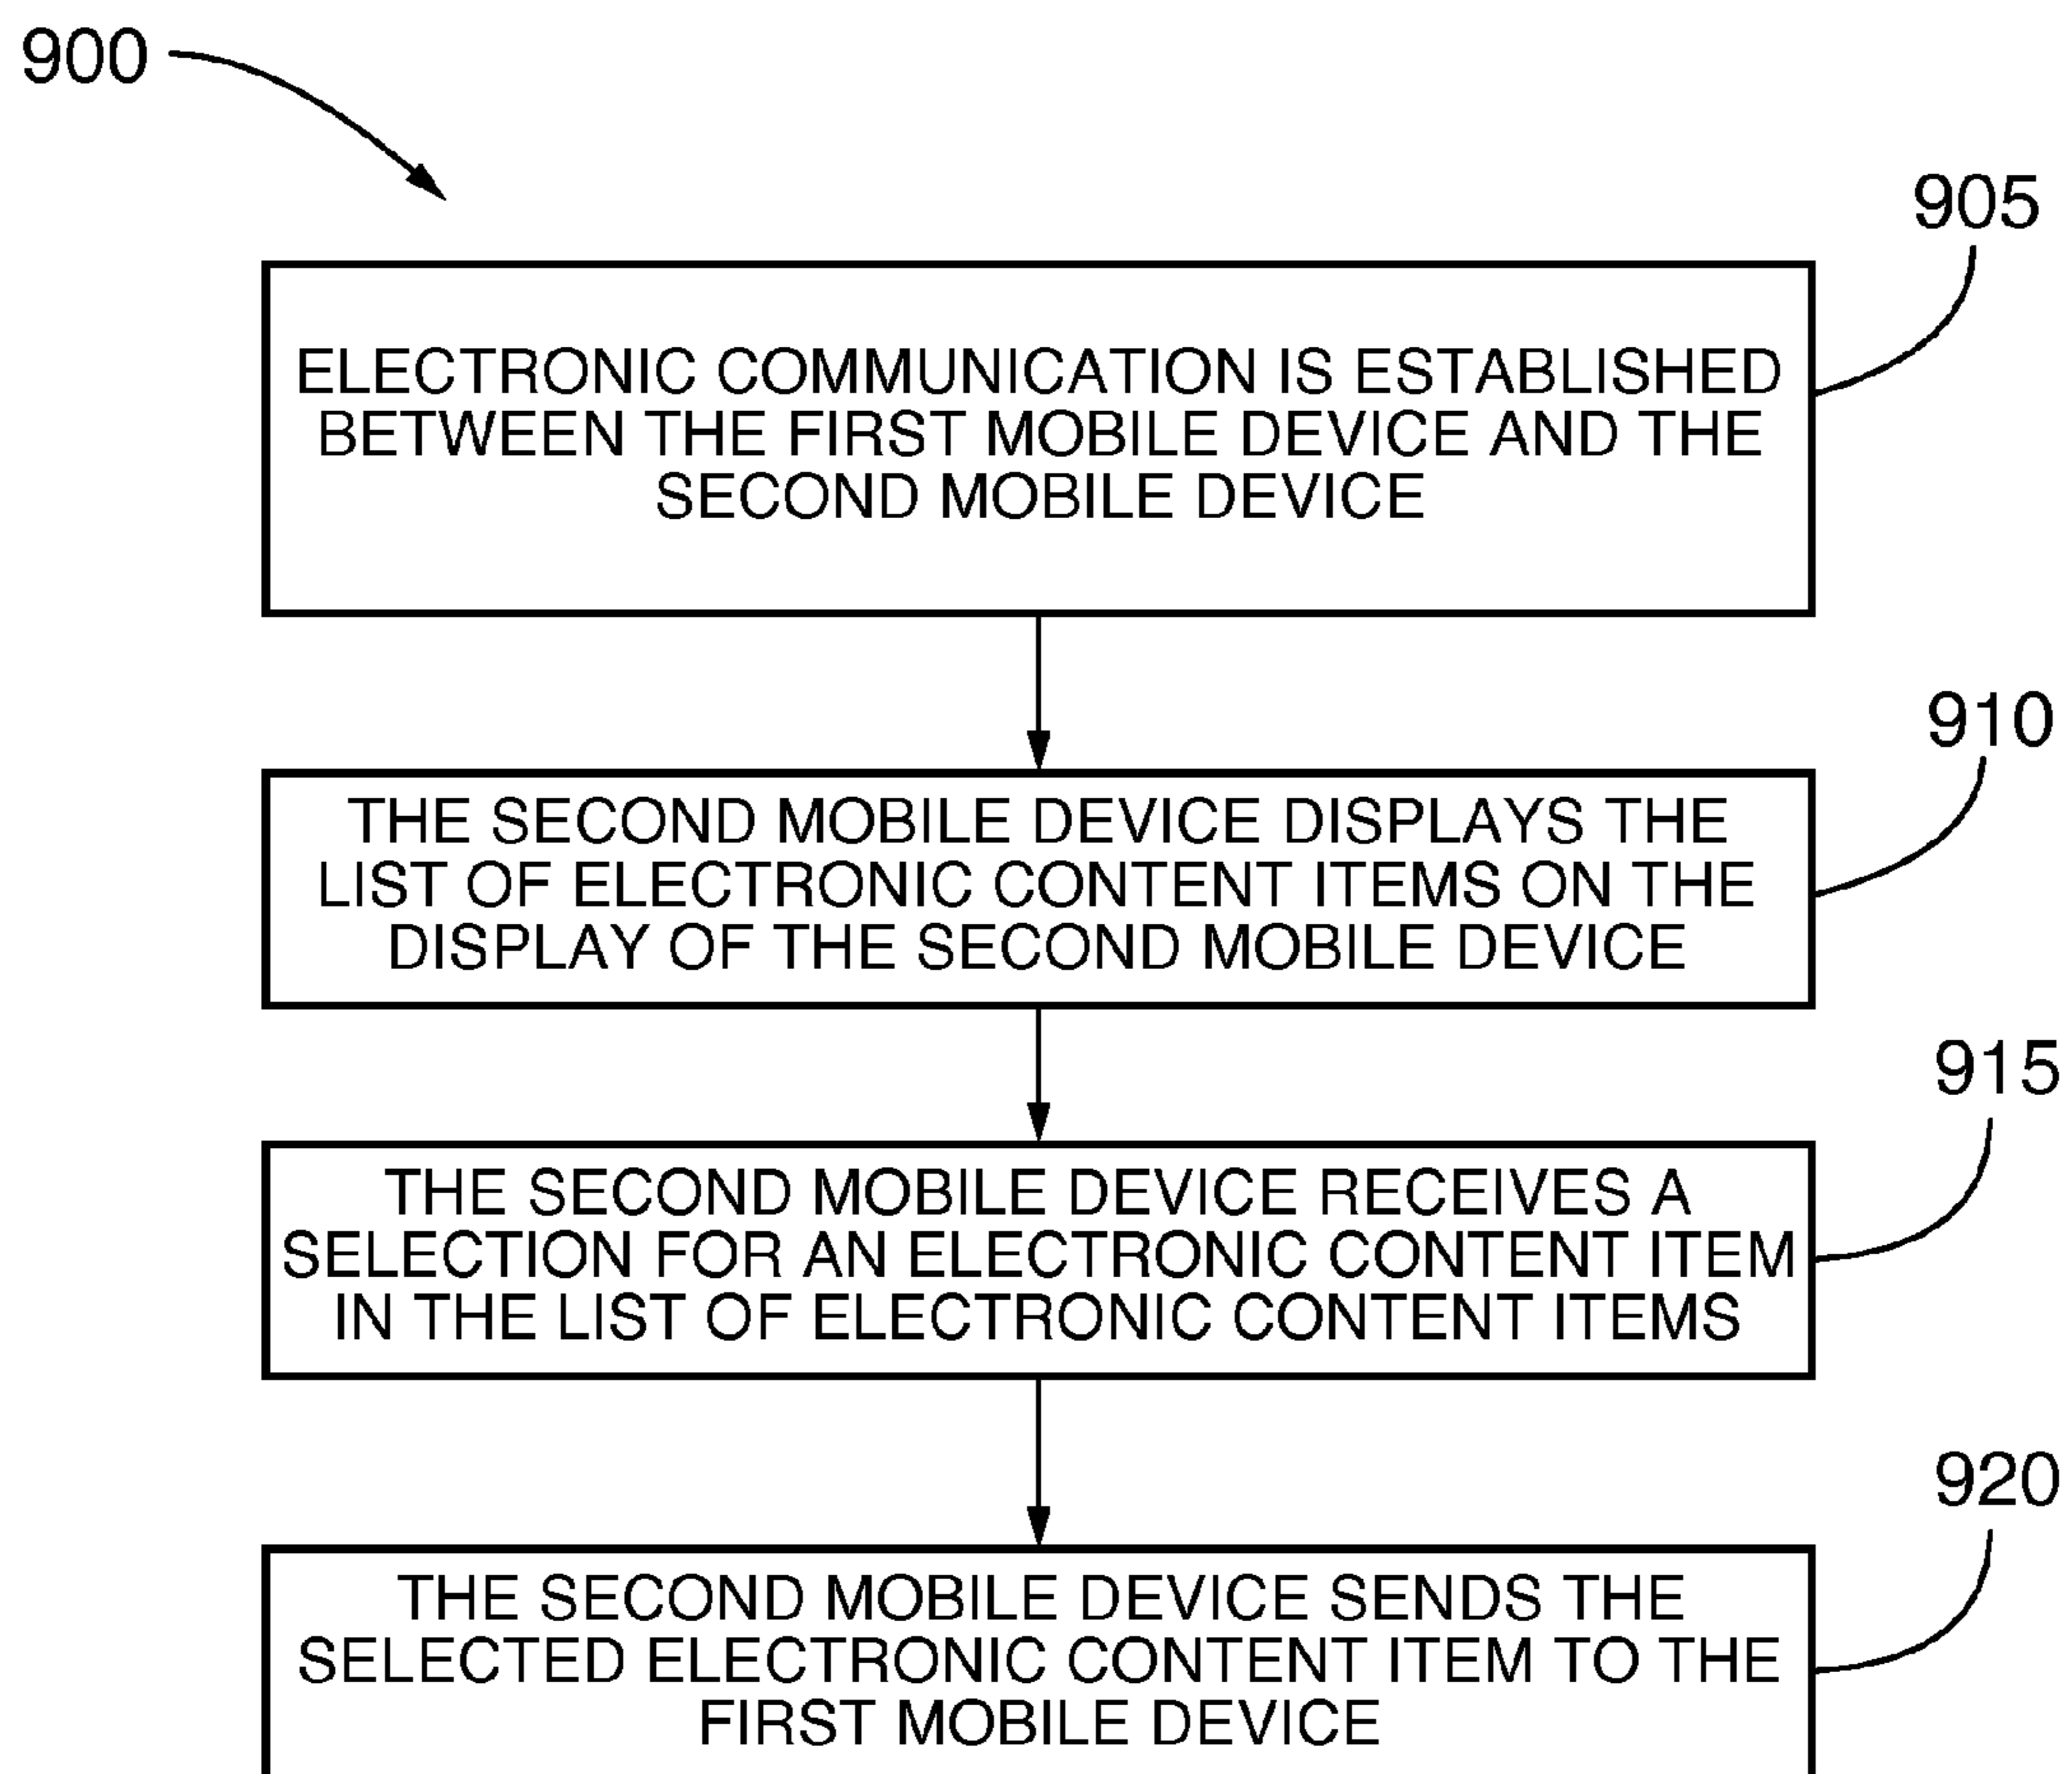 900
905
ELECTRONIC COMMUNICATION IS ESTABLISHED
BETWEEN THE FIRST MOBILE DEVICE AND THE
SECOND MOBILE DEVICE
910
THE SECOND MOBILE DEVICE DISPLAYS THE
LIST OF ELECTRONIC CONTENT ITEMS ON THE
DISPLAY OF THE SECOND MOBILE DEVICE
915
THE SECOND MOBILE DEVICE RECEIVES A
SELECTION FOR AN ELECTRONIC CONTENT ITEM
IN THE LIST OF ELECTRONIC CONTENT ITEMS
920
THE SECOND MOBILE DEVICE SENDS THE
SELECTED ELECTRONIC CONTENT ITEM TO THE
FIRST MOBILE DEVICE